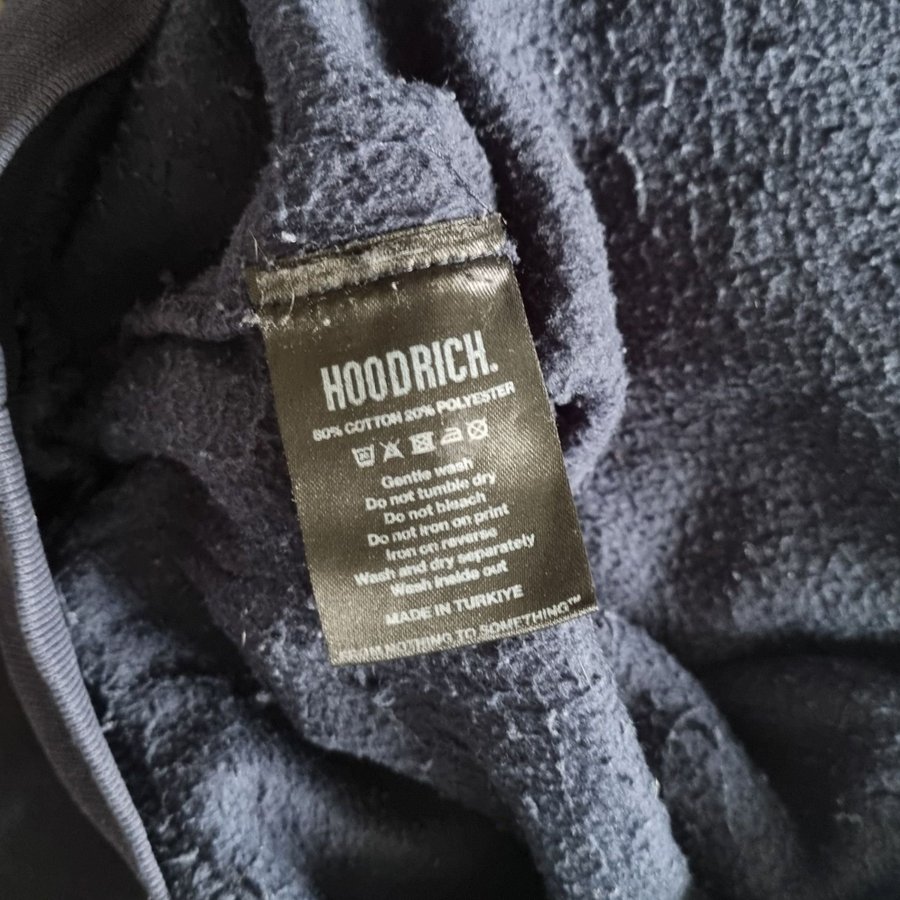 HOODRICH.
80% COTTON 20% POLYESTER
Gentle wash
Do not tumble dry
Do not bleach
Do not iron on print
Iron on reverse
Wash and dry separately
Wash inside out
MADE IN TURKIYE
FROM NOTHING TO SOMETHING™